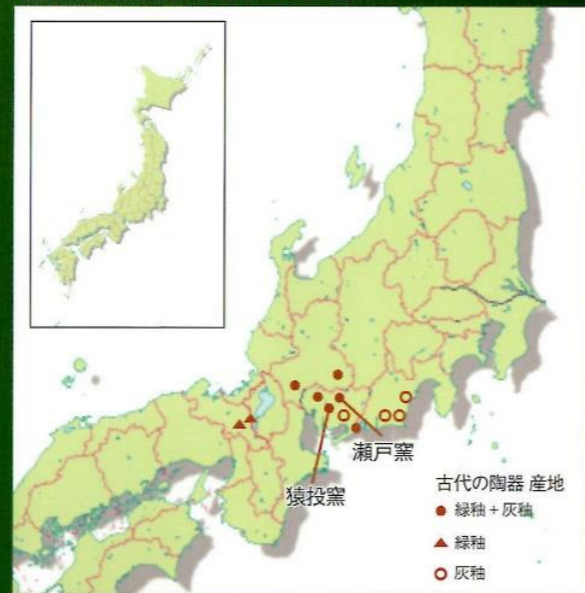 瀬戸窯
猿投窯
古代の陶器 産地
緑釉+灰釉
緑釉
灰釉